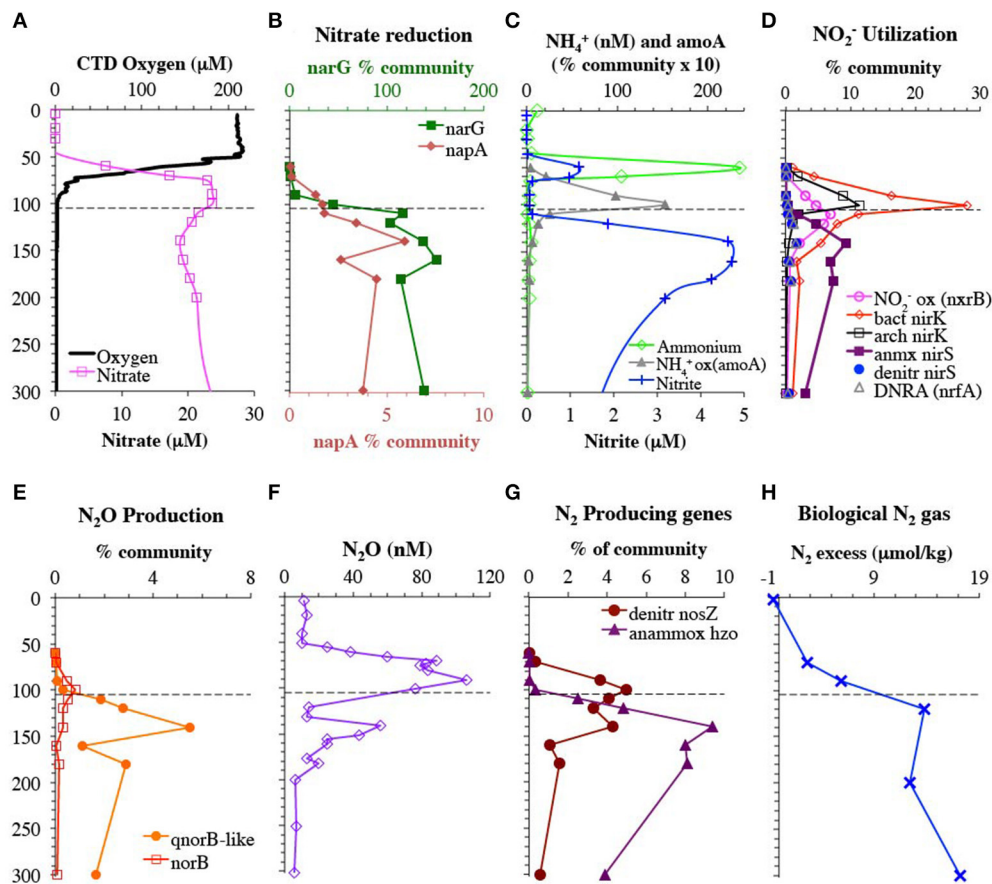 A
CTD Oxygen (μM)
0 100 200
0
50
100
150
200
250
300
Oxygen
Nitrate
0 10 20 30
Nitrate (μM)
B
Nitrate reduction
narG % community
0 100 200
narG
napA
0 5 10
napA % community
C
NH₄⁺ (nM) and amoA
(% community x 10)
0 100 200
Ammonium
NH₄⁺ ox(amoA)
Nitrite
0 1 2 3 4 5
Nitrite (μM)
D
NO₂⁻ Utilization
% community
0 10 20 30
NO₂⁻ ox (nxrB)
bact nirK
arch nirK
anmx nirS
denitr nirS
DNRA (nrfA)
E
N₂O Production
% community
0 4 8
0
50
100
150
200
250
300
qnorB-like
norB
F
N₂O (nM)
0 40 80 120
G
N₂ Producing genes
% of community
0 2 4 6 8 10
denitr nosZ
anammox hzo
H
Biological N₂ gas
N₂ excess (μmol/kg)
-1 9 19